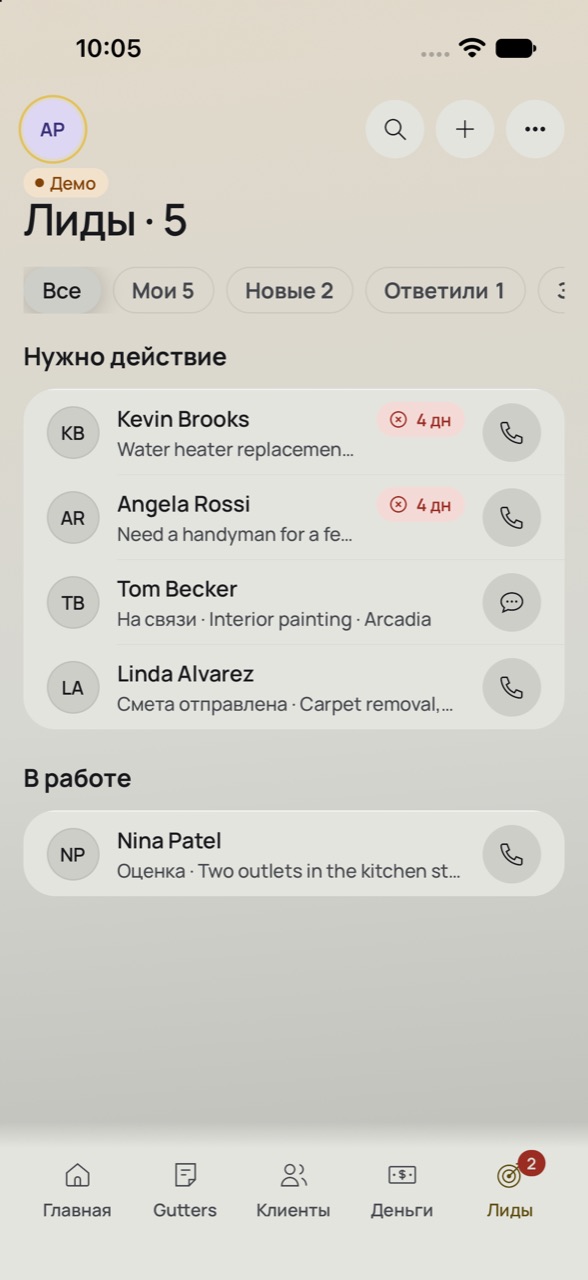 10:05
AP
Демо
Лиды · 5
Все
Мои 5
Новые 2
Ответили 1
Нужно действие
KB
Kevin Brooks
4 дн
Water heater replacemen…
AR
Angela Rossi
4 дн
Need a handyman for a fe…
TB
Tom Becker
На связи · Interior painting · Arcadia
LA
Linda Alvarez
Смета отправлена · Carpet removal,…
В работе
NP
Nina Patel
Оценка · Two outlets in the kitchen st…
2
Главная
Gutters
Клиенты
Деньги
Лиды